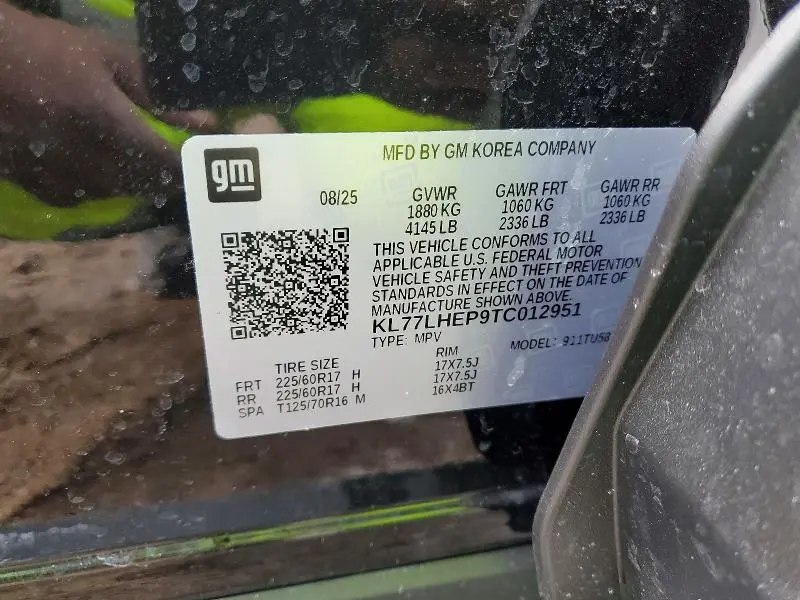 gm
MFD BY GM KOREA COMPANY
08/25 GVWR GAWR FRT GAWR RR
1880 KG 1060 KG 1060 KG
4145 LB 2336 LB 2336 LB
THIS VEHICLE CONFORMS TO ALL
APPLICABLE U.S. FEDERAL MOTOR
VEHICLE SAFETY AND THEFT PREVENTION
STANDARDS IN EFFECT ON THE DATE OF
MANUFACTURE SHOWN ABOVE.
KL77LHEP9TC012951
TYPE: MPV MODEL: 911TU58
TIRE SIZE RIM
FRT 225/60R17 H 17X7.5J
RR 225/60R17 H 17X7.5J
SPA T125/70R16 M 16X4BT